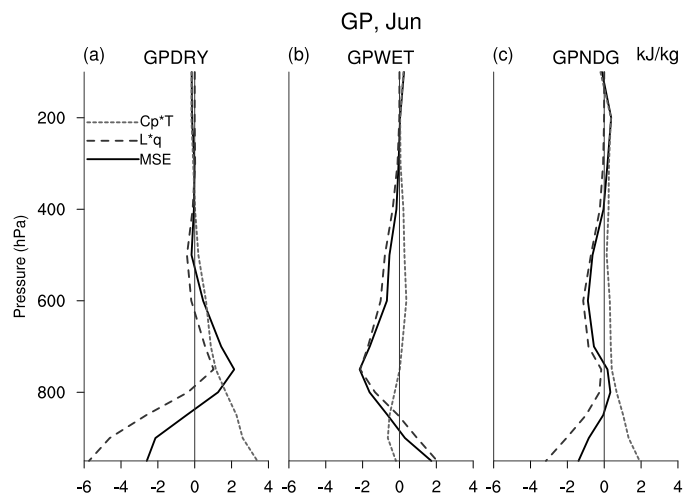 GP, Jun
(a) GPDRY (b) GPWET (c) GPNDG kJ/kg
Cp*T
L*q
MSE
Pressure (hPa)
200
400
600
800
-6 -4 -2 0 2 4 -6 -4 -2 0 2 4 -6 -4 -2 0 2 4